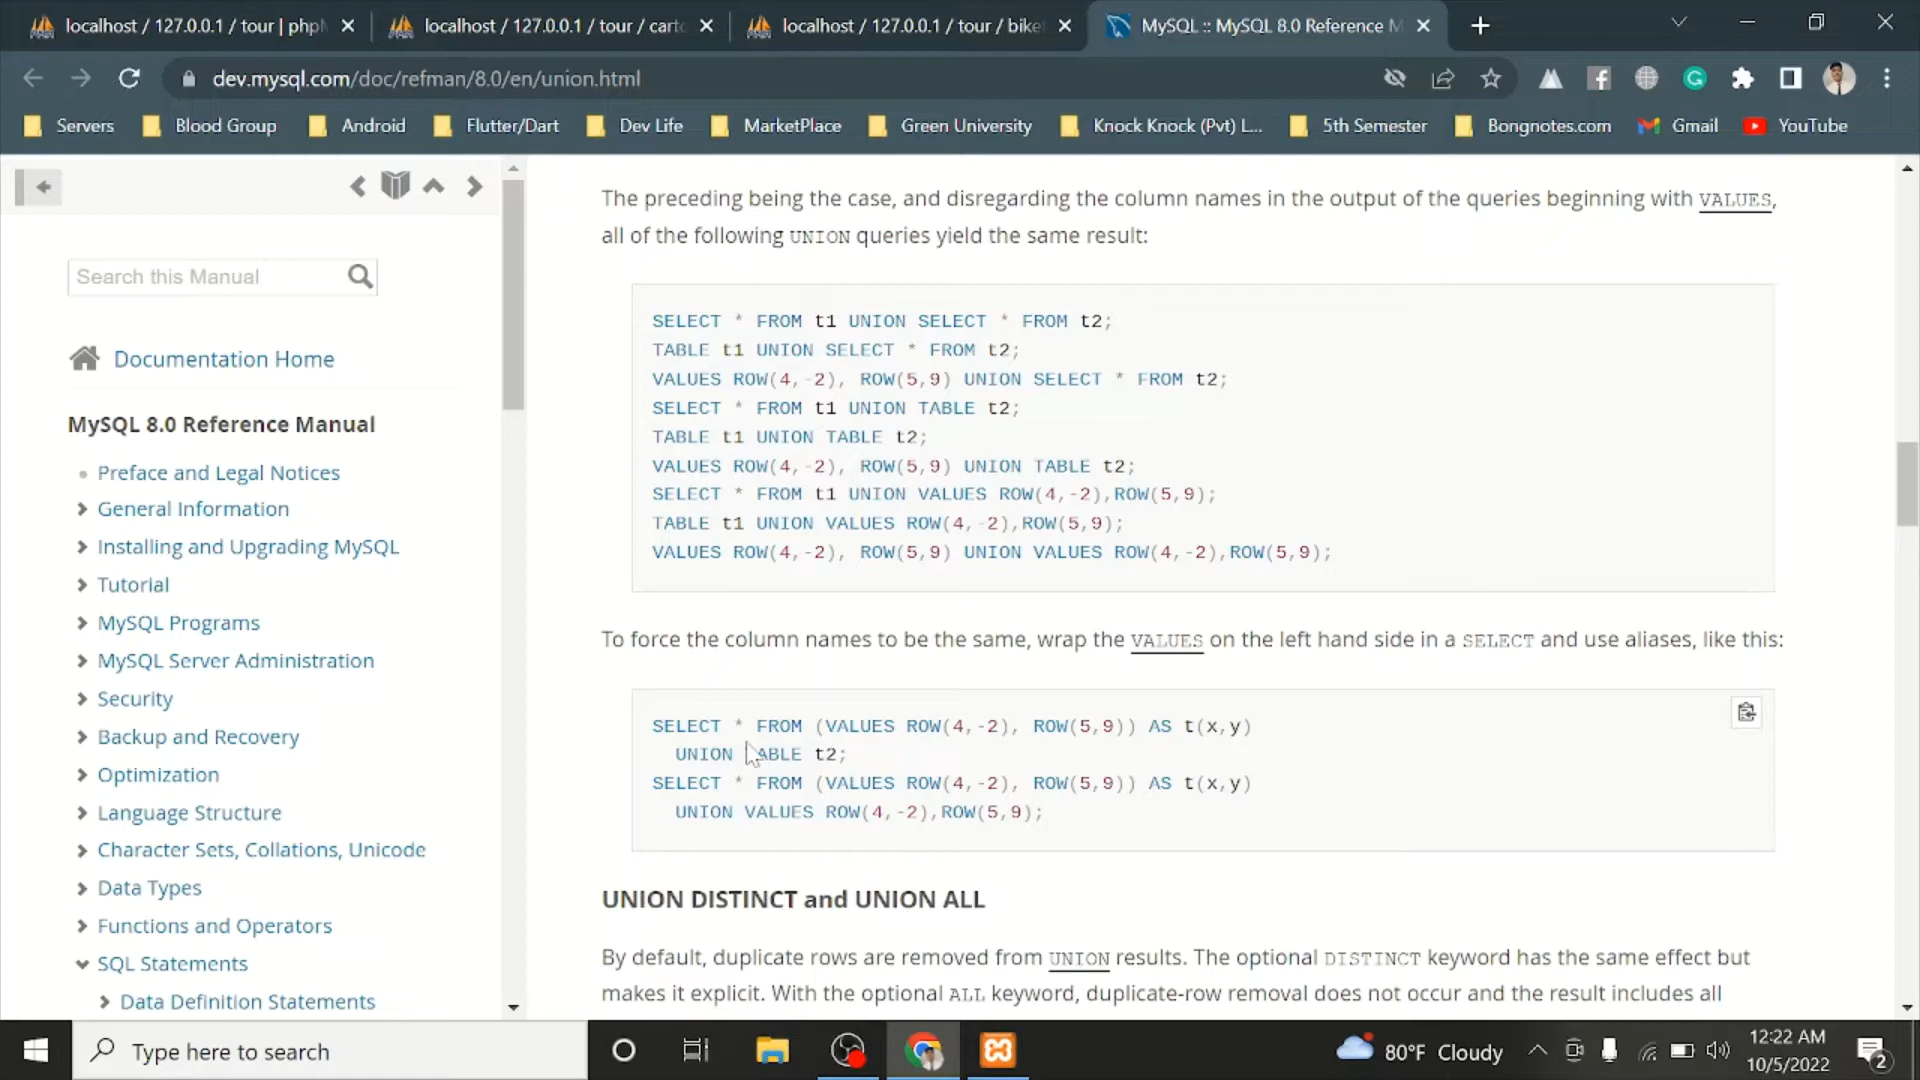 localhost / 127.0.0.1 / tour | php
localhost / 127.0.0.1 / tour / carto
localhost / 127.0.0.1 / tour / bike
MySQL :: MySQL 8.0 Reference M
dev.mysql.com/doc/refman/8.0/en/union.html
Servers
Blood Group
Android
Flutter/Dart
Dev Life
MarketPlace
Green University
Knock Knock (Pvt) L...
5th Semester
Bongnotes.com
Gmail
YouTube
Search this Manual
Documentation Home
MySQL 8.0 Reference Manual
Preface and Legal Notices
General Information
Installing and Upgrading MySQL
Tutorial
MySQL Programs
MySQL Server Administration
Security
Backup and Recovery
Optimization
Language Structure
Character Sets, Collations, Unicode
Data Types
Functions and Operators
SQL Statements
Data Definition Statements
The preceding being the case, and disregarding the column names in the output of the queries beginning with VALUES,
all of the following UNION queries yield the same result:
SELECT * FROM t1 UNION SELECT * FROM t2;
TABLE t1 UNION SELECT * FROM t2;
VALUES ROW(4,-2), ROW(5,9) UNION SELECT * FROM t2;
SELECT * FROM t1 UNION TABLE t2;
TABLE t1 UNION TABLE t2;
VALUES ROW(4,-2), ROW(5,9) UNION TABLE t2;
SELECT * FROM t1 UNION VALUES ROW(4,-2),ROW(5,9);
TABLE t1 UNION VALUES ROW(4,-2),ROW(5,9);
VALUES ROW(4,-2), ROW(5,9) UNION VALUES ROW(4,-2),ROW(5,9);
To force the column names to be the same, wrap the VALUES on the left hand side in a SELECT and use aliases, like this:
SELECT * FROM (VALUES ROW(4,-2), ROW(5,9)) AS t(x,y)
UNION TABLE t2;
SELECT * FROM (VALUES ROW(4,-2), ROW(5,9)) AS t(x,y)
UNION VALUES ROW(4,-2),ROW(5,9);
UNION DISTINCT and UNION ALL
By default, duplicate rows are removed from UNION results. The optional DISTINCT keyword has the same effect but
makes it explicit. With the optional ALL keyword, duplicate-row removal does not occur and the result includes all
Type here to search
80°F Cloudy
12:22 AM
10/5/2022
2